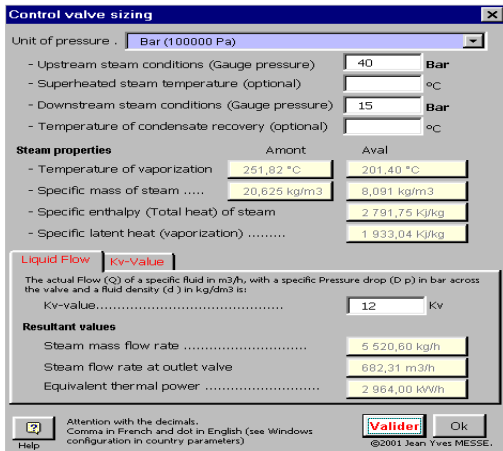 Control valve sizing
Unit of pressure . Bar (100000 Pa)
- Upstream steam conditions (Gauge pressure) 40 Bar
- Superheated steam temperature (optional) °C
- Downstream steam conditions (Gauge pressure) 15 Bar
- Temperature of condensate recovery (optional) °C
Steam properties Amont Aval
- Temperature of vaporization 251,82 °C 201,40 °C
- Specific mass of steam ..... 20,625 kg/m3 8,091 kg/m3
- Specific enthalpy (Total heat) of steam 2 791,75 Kj/kg
- Specific latent heat (vaporization) ......... 1 933,04 Kj/kg
Liquid Flow Kv-Value
The actual Flow (Q) of a specific fluid in m3/h, with a specific Pressure drop (D p) in bar across
the valve and a fluid density (d ) in kg/dm3 is:
Kv-value............................................ 12 Kv
Resultant values
Steam mass flow rate ............................. 5 520,60 kg/h
Steam flow rate at outlet valve 682,31 m3/h
Equivalent thermal power ...................... 2 964,00 kW/h
Help
Attention with the decimals.
Comma in French and dot in English (see Windows
configuration in country parameters)
Valider Ok
©2001 Jean Yves MESSE.